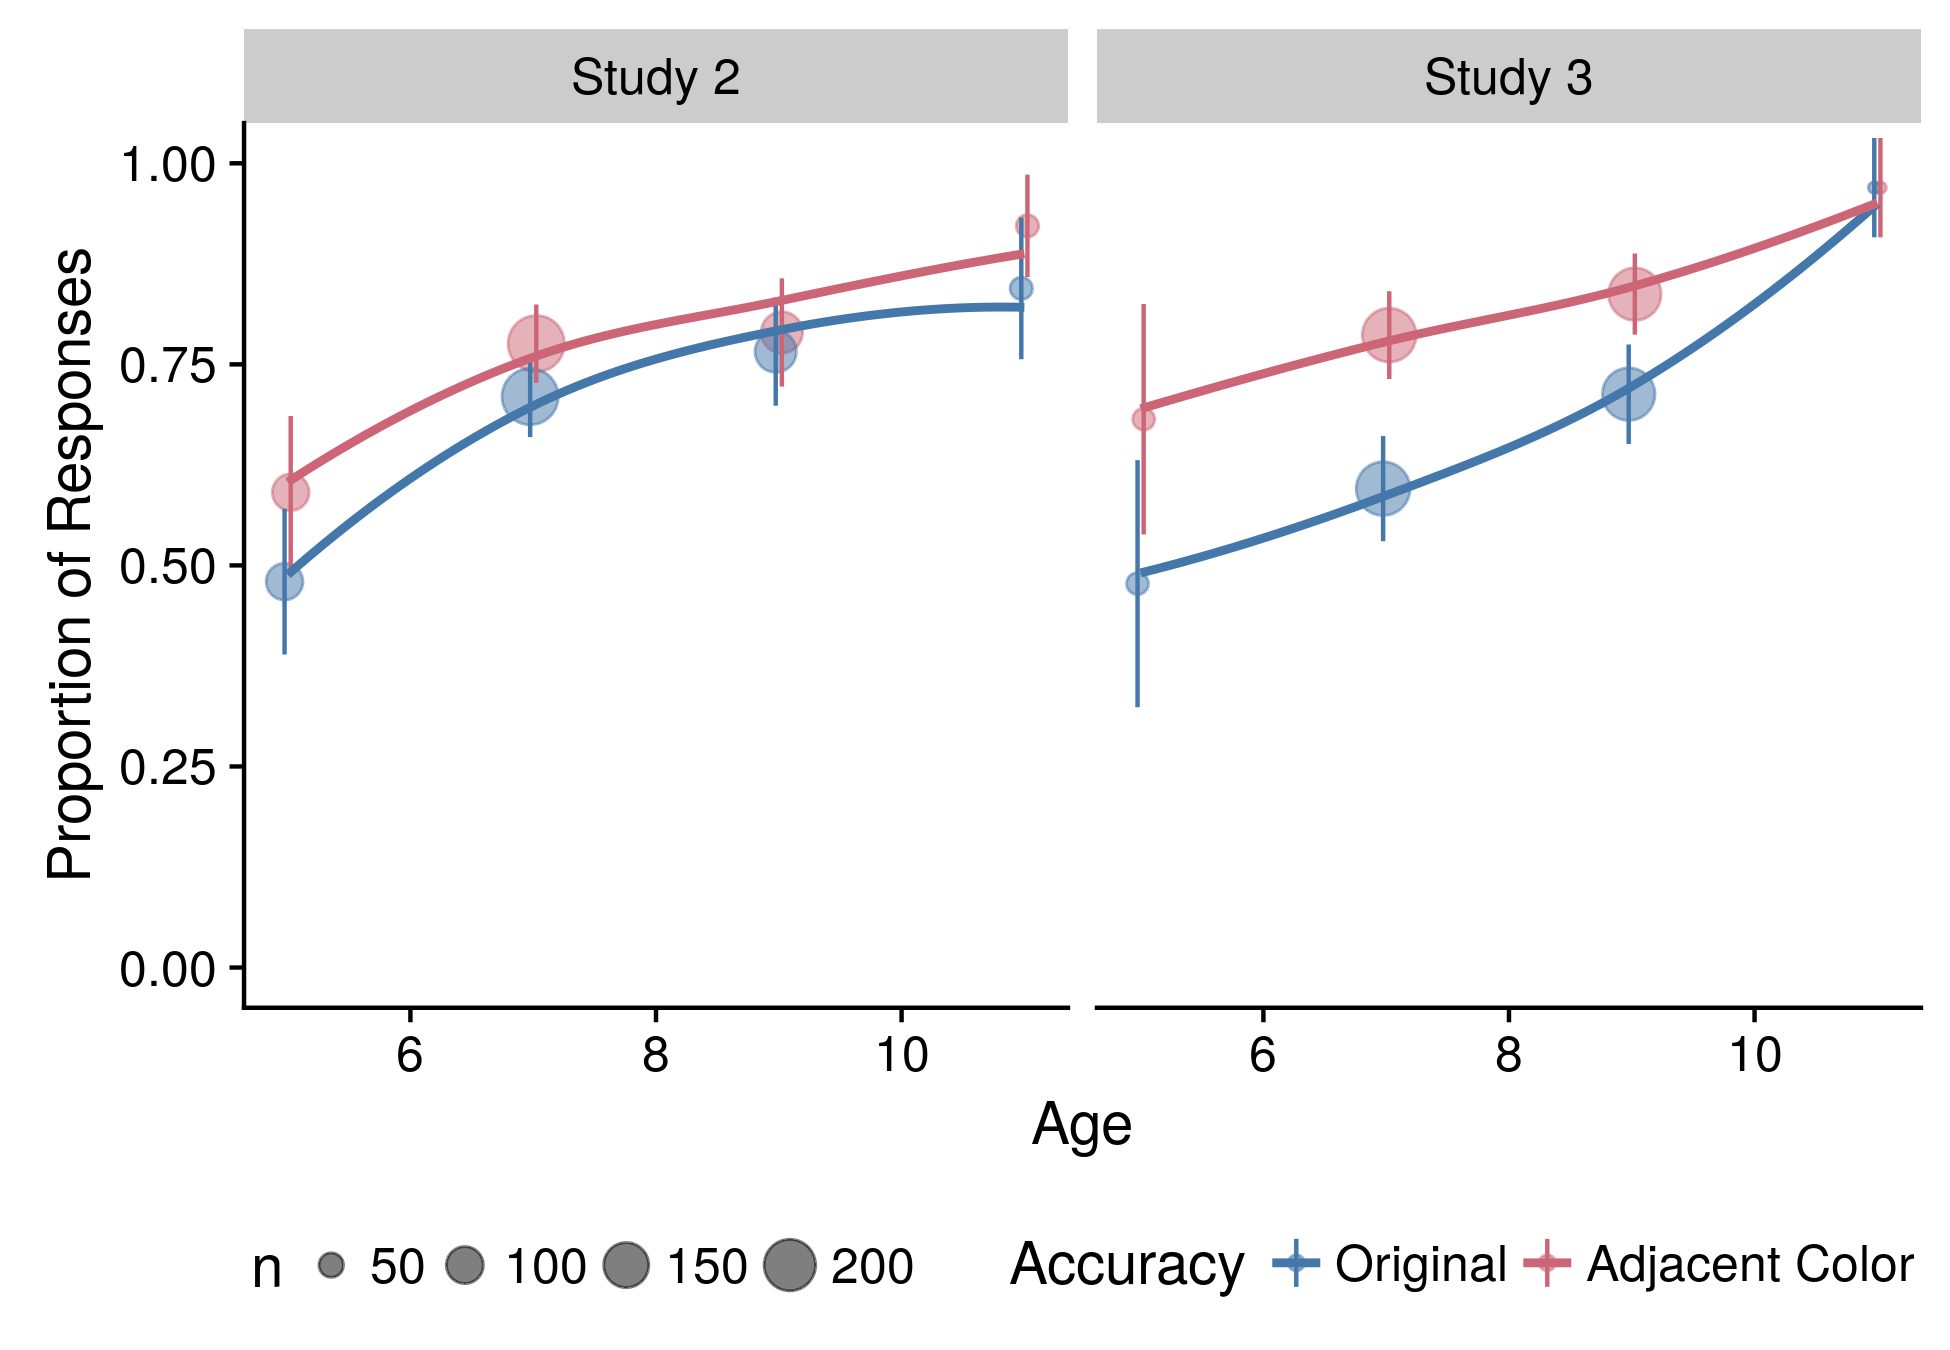 Study 2
Study 3
Proportion of Responses
1.00
0.75
0.50
0.25
0.00
6 8 10
6 8 10
Age
n 50 100 150 200
Accuracy Original Adjacent Color